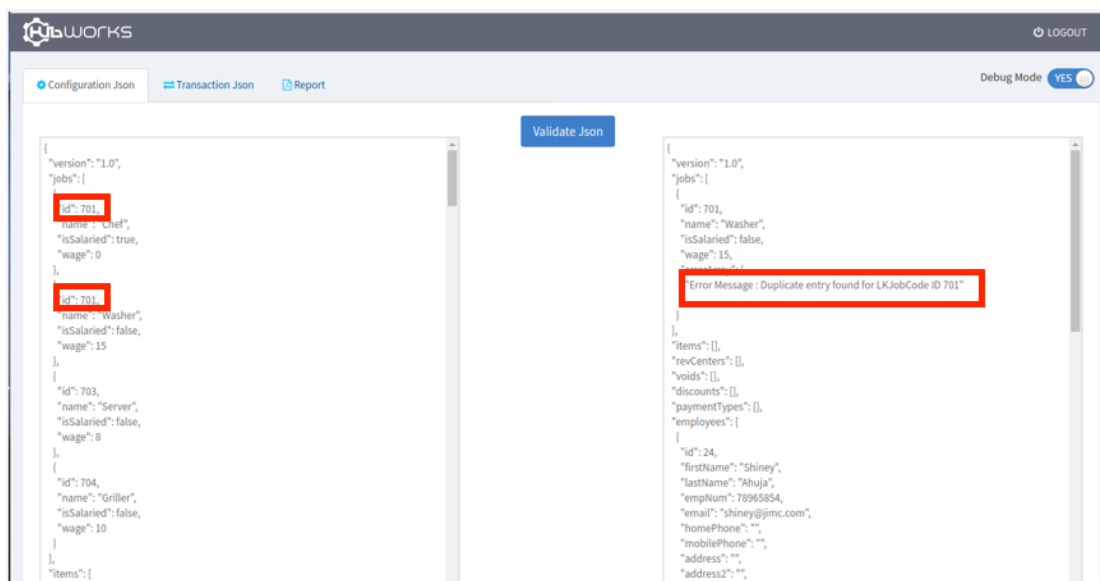 HUbWORKS
LOGOUT
Configuration Json
Transaction Json
Report
Debug Mode YES
Validate Json
{
"version": "1.0",
"jobs": [
{
"id": 701,
"name": "Chef",
"isSalaried": true,
"wage": 0
},
{
"id": 701,
"name": "Washer",
"isSalaried": false,
"wage": 15
},
{
"id": 703,
"name": "Server",
"isSalaried": false,
"wage": 8
},
{
"id": 704,
"name": "Griller",
"isSalaried": false,
"wage": 10
}
],
"items": [
{
"version": "1.0",
"jobs": [
{
"id": 701,
"name": "Washer",
"isSalaried": false,
"wage": 15,
"Error Message : Duplicate entry found for LKJobCode ID 701"
}
],
"items": [],
"revCenters": [],
"voids": [],
"discounts": [],
"paymentTypes": [],
"employees": [
{
"id": 24,
"firstName": "Shiney",
"lastName": "Ahuja",
"empNum": 78965854,
"email": "shiney@jimc.com",
"homePhone": "",
"mobilePhone": "",
"address": "",
"address2": "",